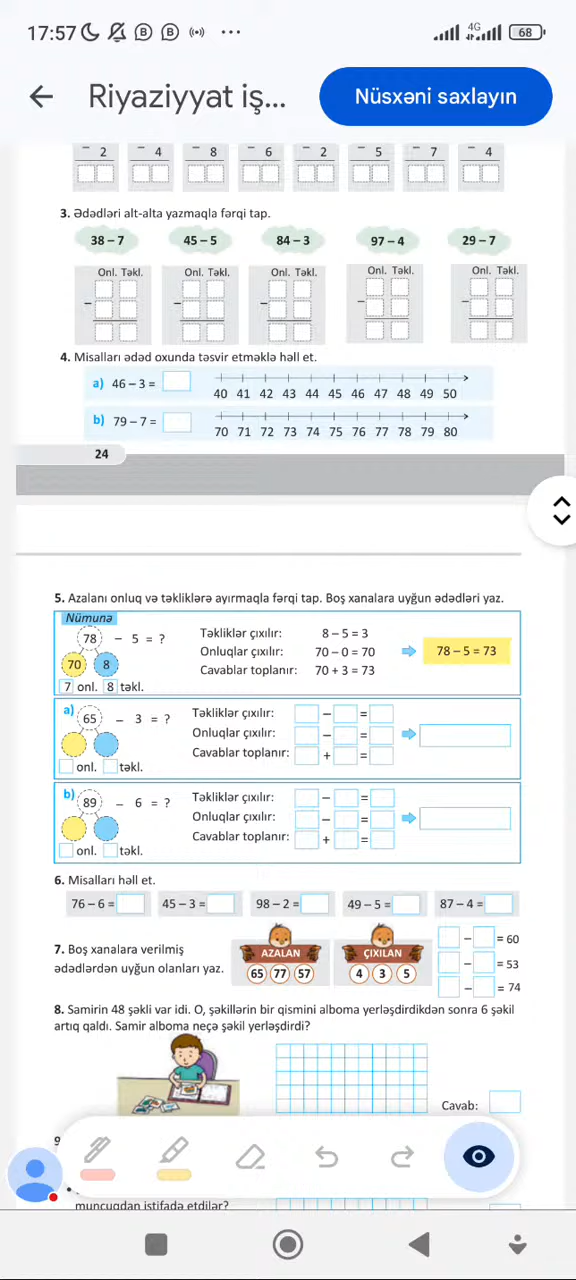 17:57 4G 68
Riyaziyyat iş... Nüsxəni saxlayın
− 2 − 4 − 8 − 6 − 2 − 5 − 7 − 4
3. Ədədləri alt-alta yazmaqla fərqi tap.
38 – 7 45 – 5 84 – 3 97 – 4 29 – 7
Onl. Təkl. Onl. Təkl. Onl. Təkl. Onl. Təkl. Onl. Təkl.
− − − − −
4. Misalları ədəd oxunda təsvir etməklə həll et.
a) 46 – 3 =
40 41 42 43 44 45 46 47 48 49 50
b) 79 – 7 =
70 71 72 73 74 75 76 77 78 79 80
24
5. Azalanı onluq və təkliklərə ayırmaqla fərqi tap. Boş xanalara uyğun ədədləri yaz.
Nümunə
78 – 5 = ? Təkliklər çıxılır: 8 – 5 = 3
70 8 Onluqlar çıxılır: 70 – 0 = 70 78 – 5 = 73
Cavablar toplanır: 70 + 3 = 73
7 onl. 8 təkl.
a) 65 – 3 = ? Təkliklər çıxılır: – =
Onluqlar çıxılır: – =
Cavablar toplanır: + =
onl. təkl.
b) 89 – 6 = ? Təkliklər çıxılır: – =
Onluqlar çıxılır: – =
Cavablar toplanır: + =
onl. təkl.
6. Misalları həll et.
76 – 6 = 45 – 3 = 98 – 2 = 49 – 5 = 87 – 4 =
7. Boş xanalara verilmiş
ədədlərdən uyğun olanları yaz.
AZALAN
65 77 57
ÇIXILAN
4 3 5
– = 60
– = 53
– = 74
8. Samirin 48 şəkli var idi. O, şəkillərin bir qismini alboma yerləşdirdikdən sonra 6 şəkil
artıq qaldı. Samir alboma neçə şəkil yerləşdirdi?
Cavab:
9
muncuqdan istifadə etdilər?